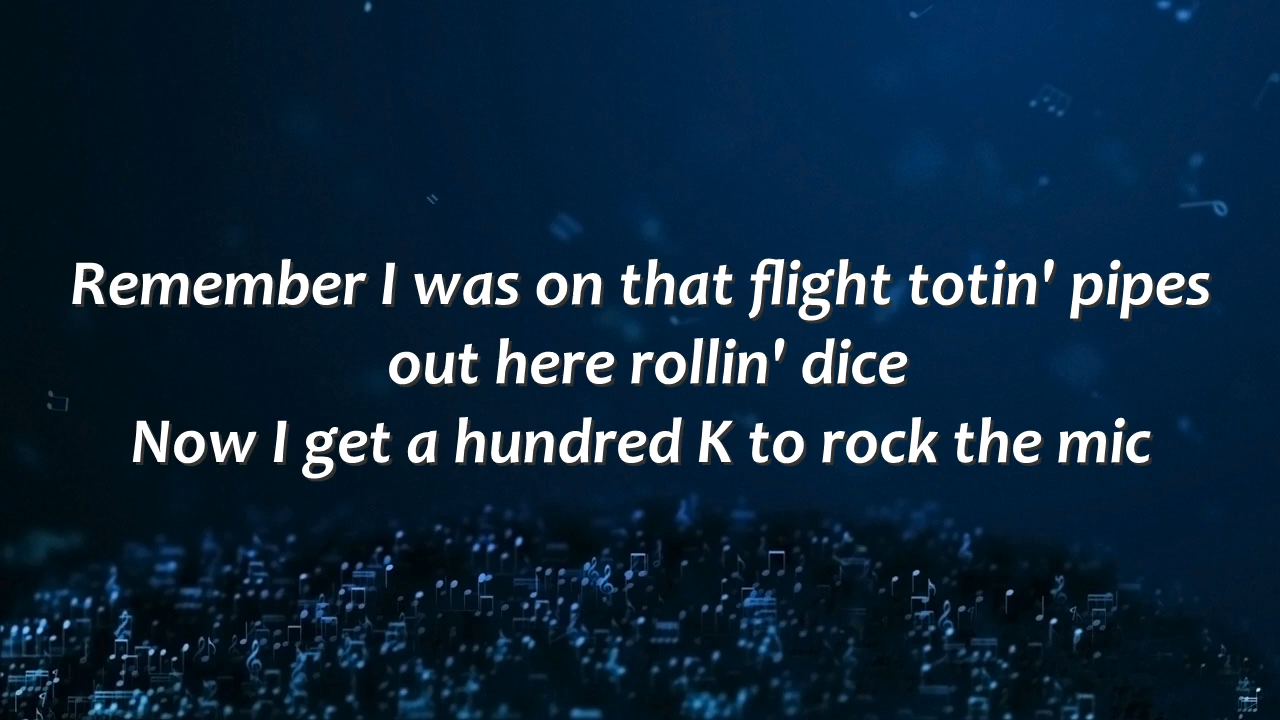 Remember I was on that flight totin' pipes
out here rollin' dice
Now I get a hundred K to rock the mic